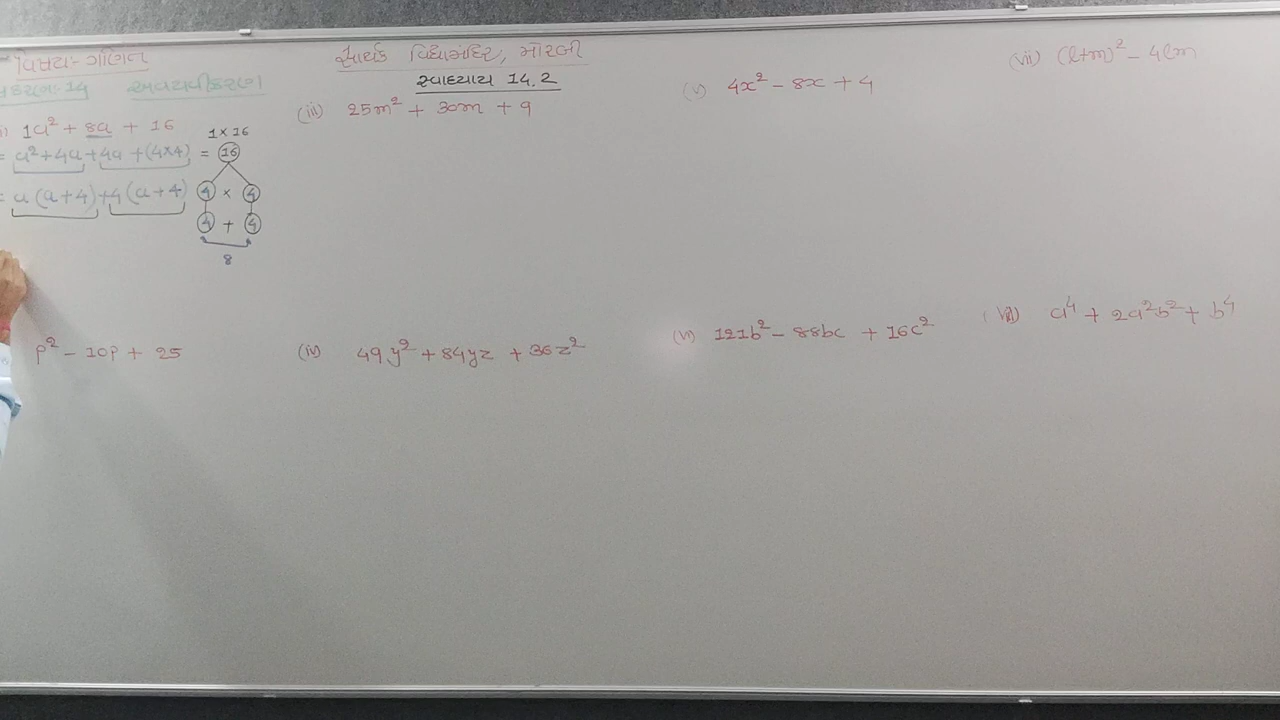 વિષય:- ગણિત
પ્રકરણ:- 14 અવયવીકરણ
સાર્થક વિદ્યામંદિર, મોરબી
સ્વાધ્યાય 14.2
1a² + 8a + 16
= a² + 4a + 4a + (4×4) =
= a (a + 4) + 4 (a + 4)
1 × 16
16
4 × 4
4 + 4
8
p² - 10p + 25
(iii) 25m² + 30m + 9
(iv) 49y² + 84yz + 36z²
(v) 4x² - 8x + 4
(vi) 121b² - 88bc + 16c²
(vii) (l+m)² - 4lm
a⁴ + 2a²b² + b⁴